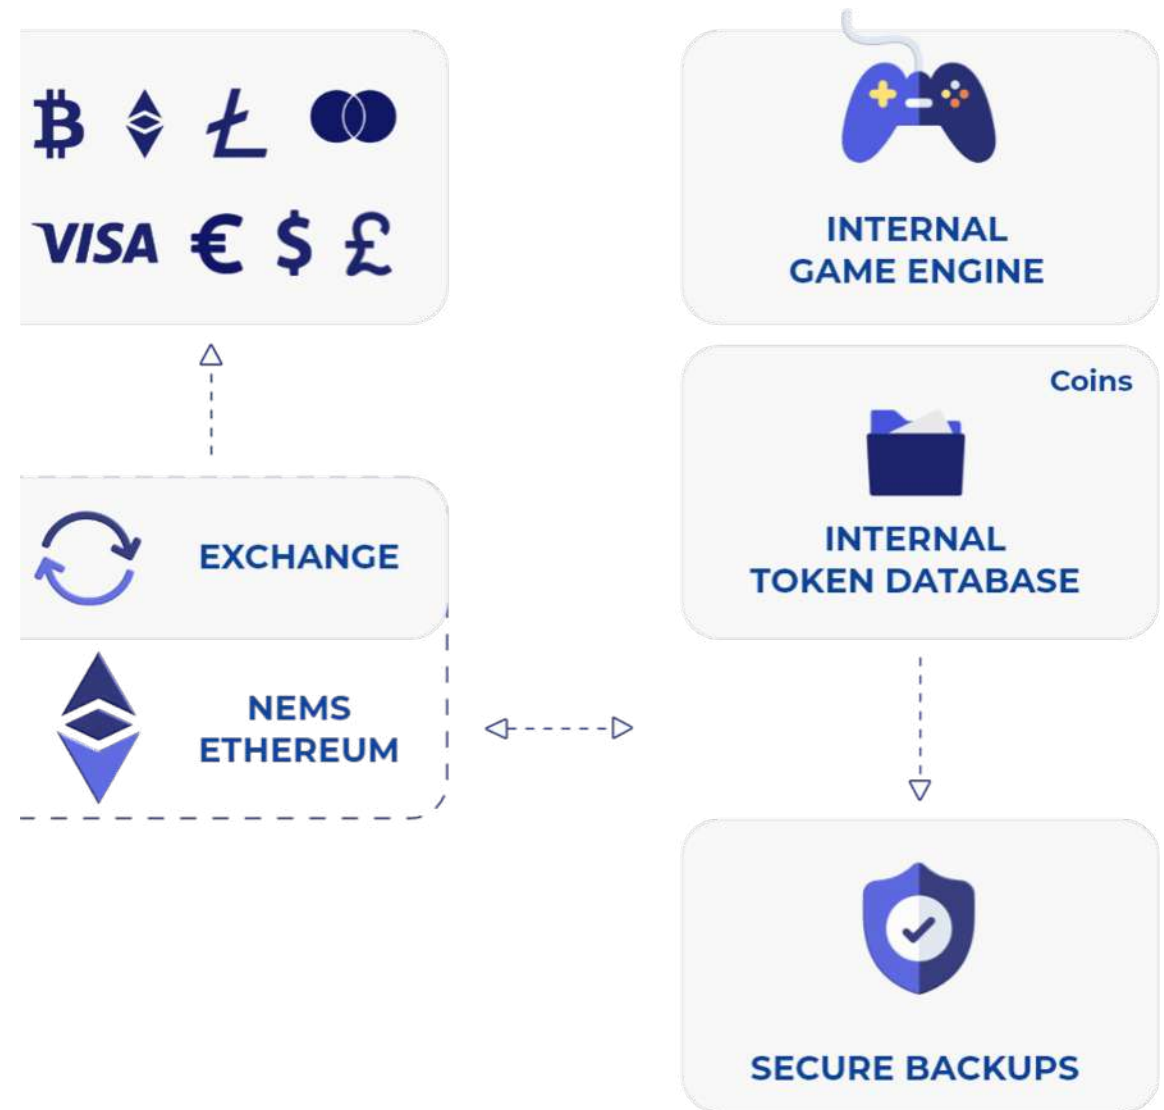 VISA € $ £
INTERNAL
GAME ENGINE
Coins
INTERNAL
TOKEN DATABASE
EXCHANGE
NEMS
ETHEREUM
SECURE BACKUPS